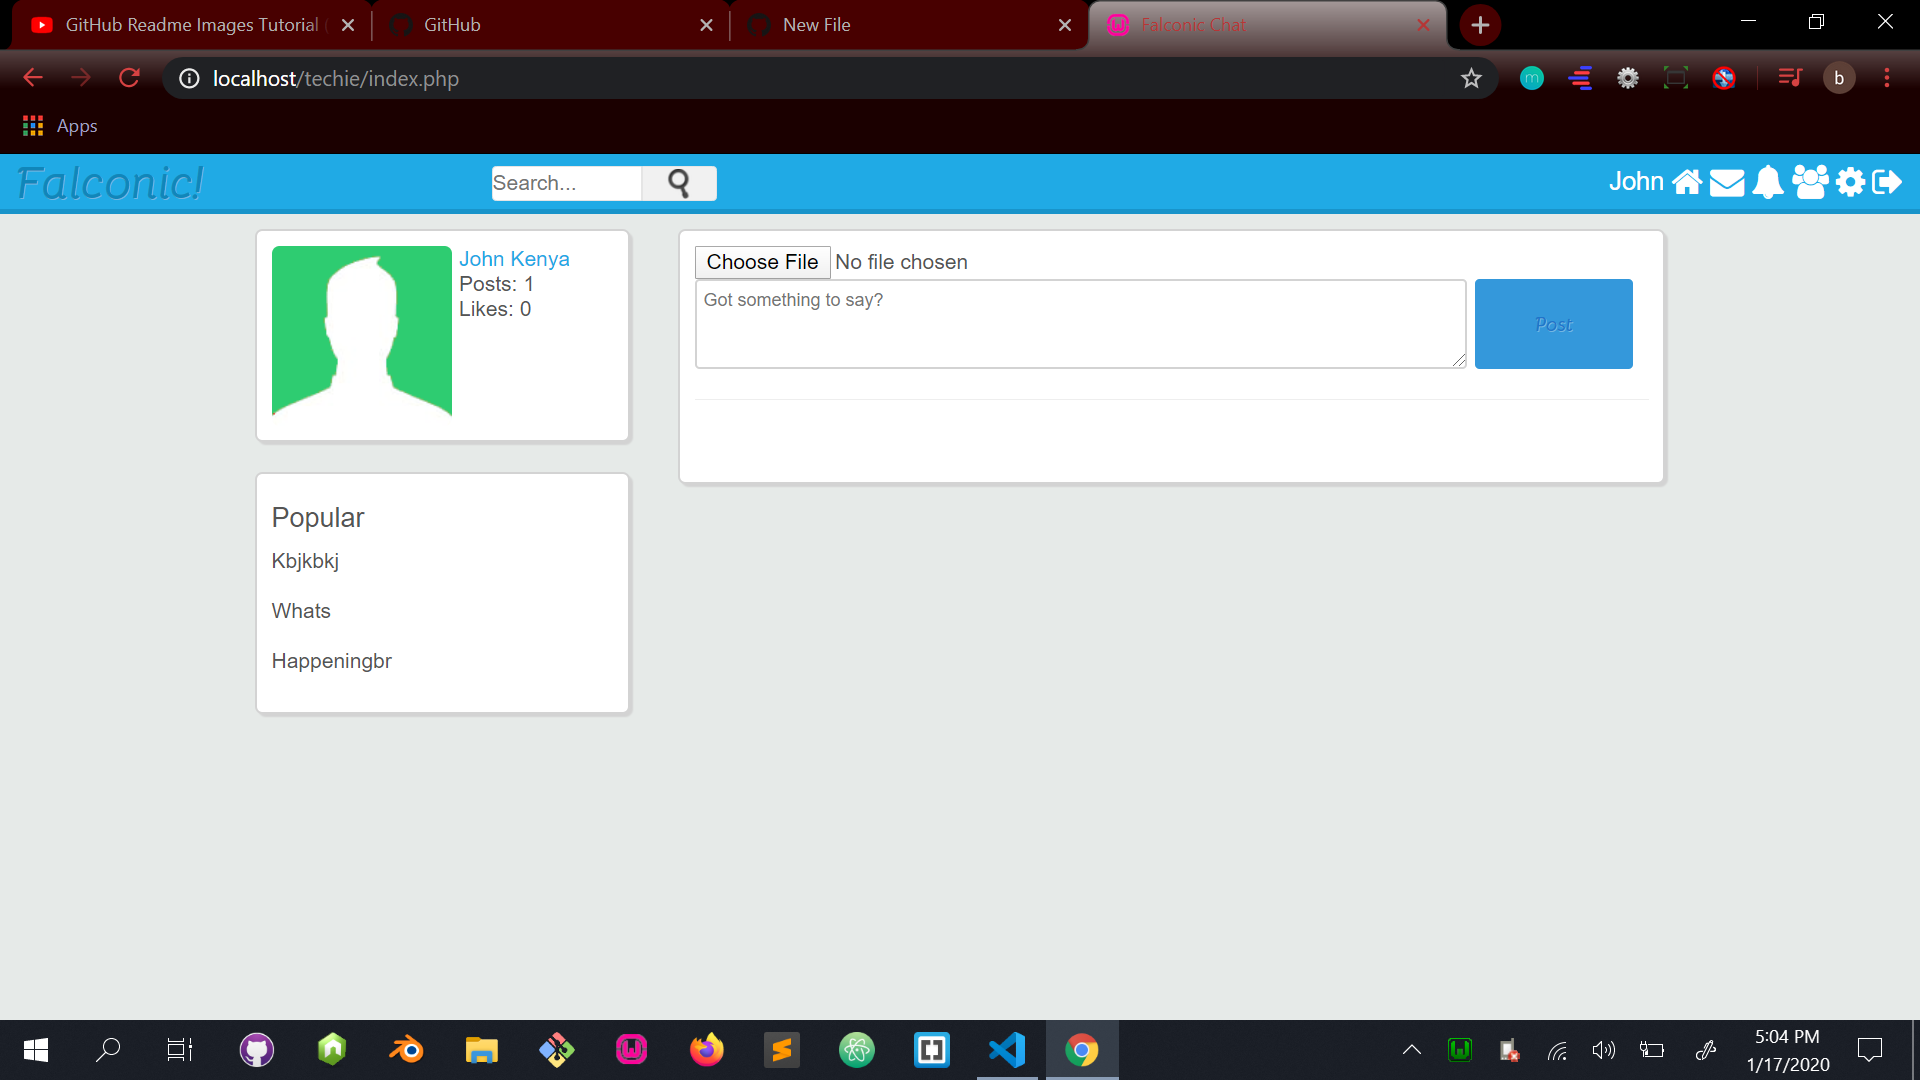 GitHub Readme Images Tutorial
GitHub
New File
Falconic Chat
localhost/techie/index.php
b
Apps
Falconic!
Search...
John
John Kenya
Posts: 1
Likes: 0
Choose File No file chosen
Got something to say?
Post
Popular
Kbjkbkj
Whats
Happeningbr
5:04 PM
1/17/2020